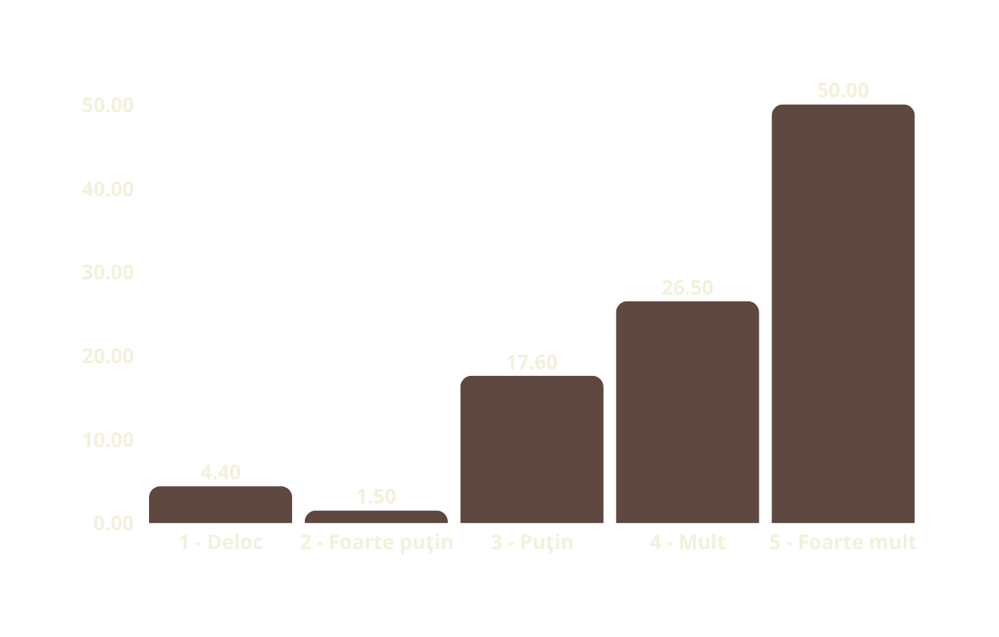 50.00
40.00
30.00
20.00
10.00
0.00
4.40
1.50
17.60
26.50
50.00
1 - Deloc
2 - Foarte puţin
3 - Puţin
4 - Mult
5 - Foarte mult